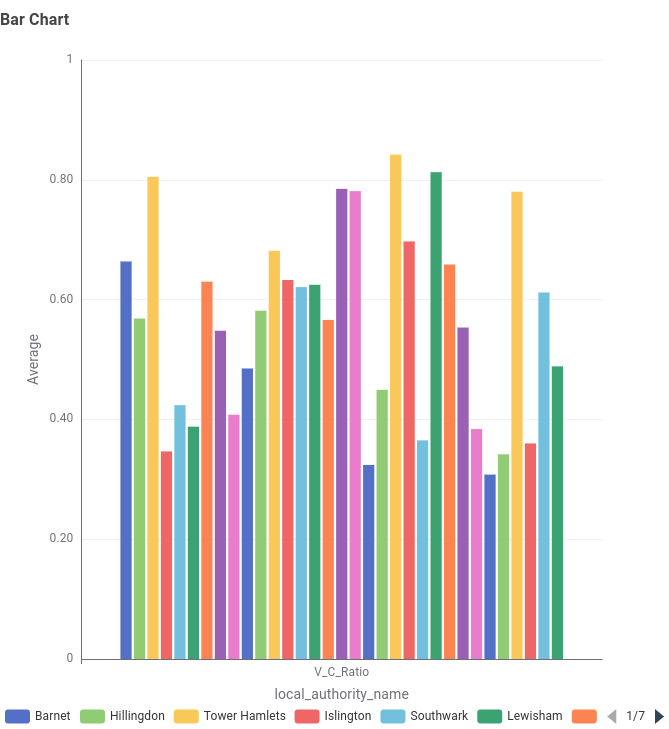 Bar Chart
1
0.80
0.60
0.40
0.20
0
Average
V_C_Ratio
local_authority_name
Barnet Hillingdon Tower Hamlets Islington Southwark Lewisham 1/7